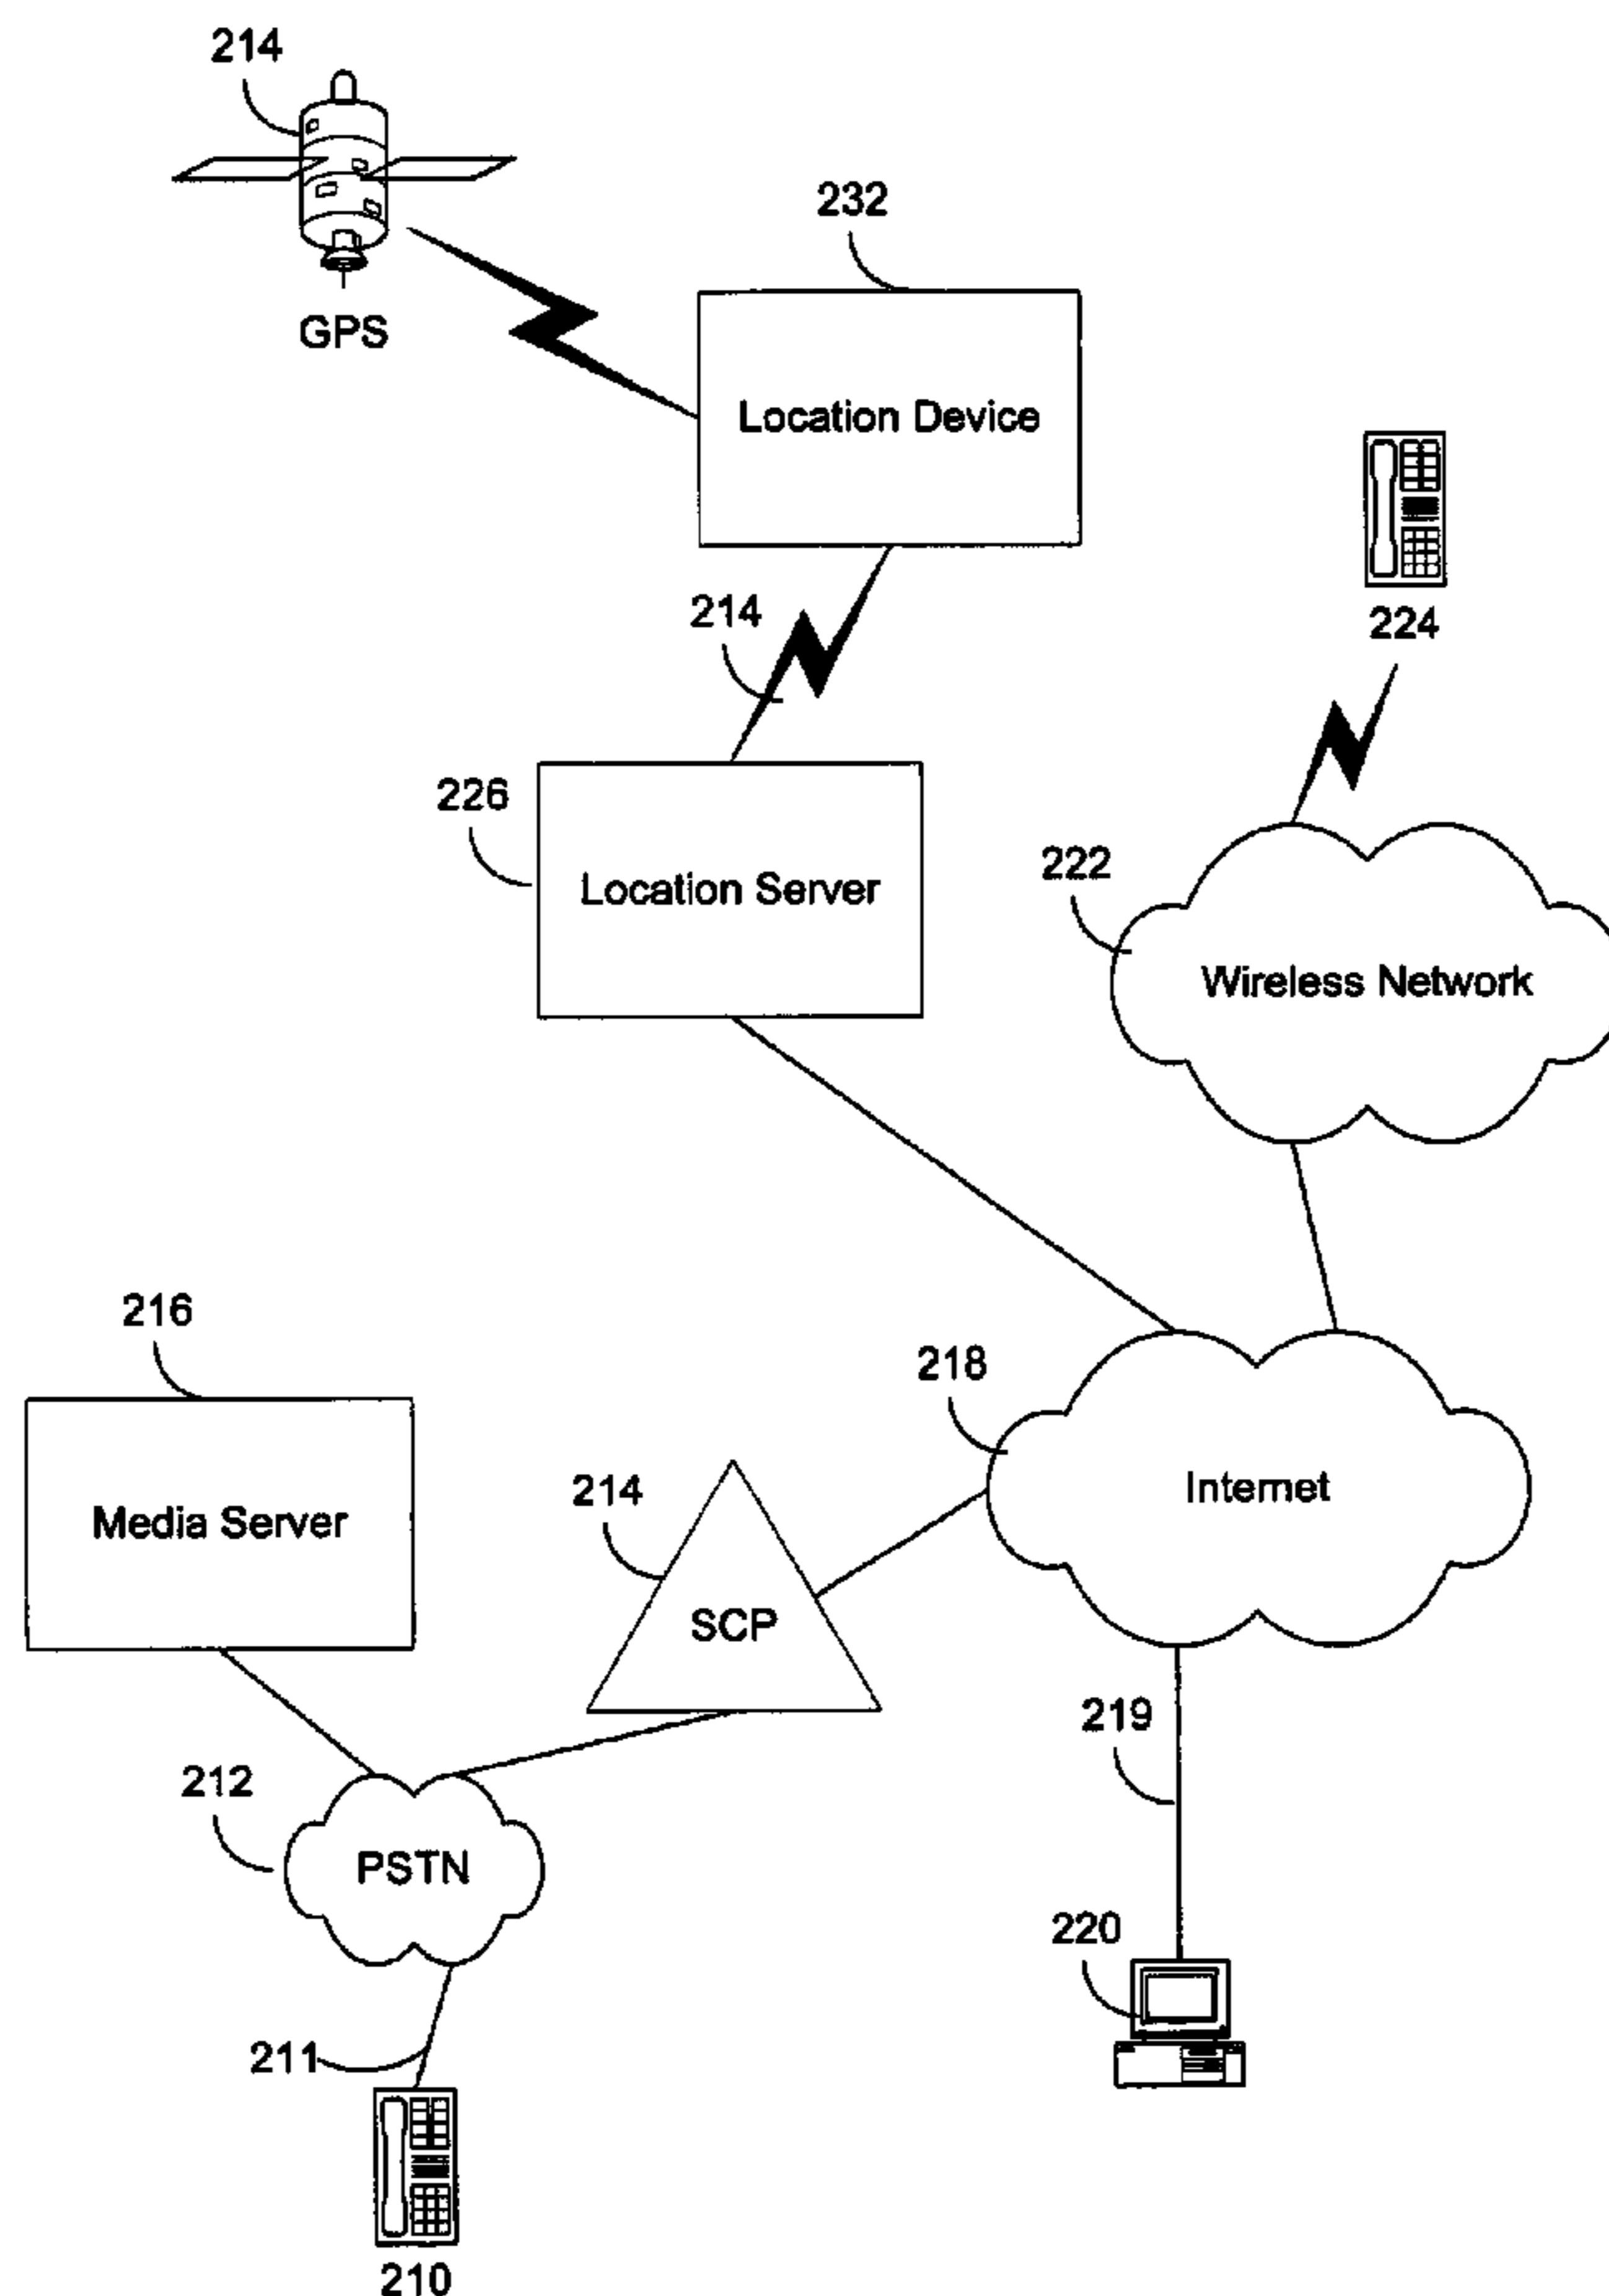 214
GPS
232
Location Device
224
214
226
Location Server
222
Wireless Network
216
Media Server
218
Internet
214
SCP
219
212
PSTN
220
211
210